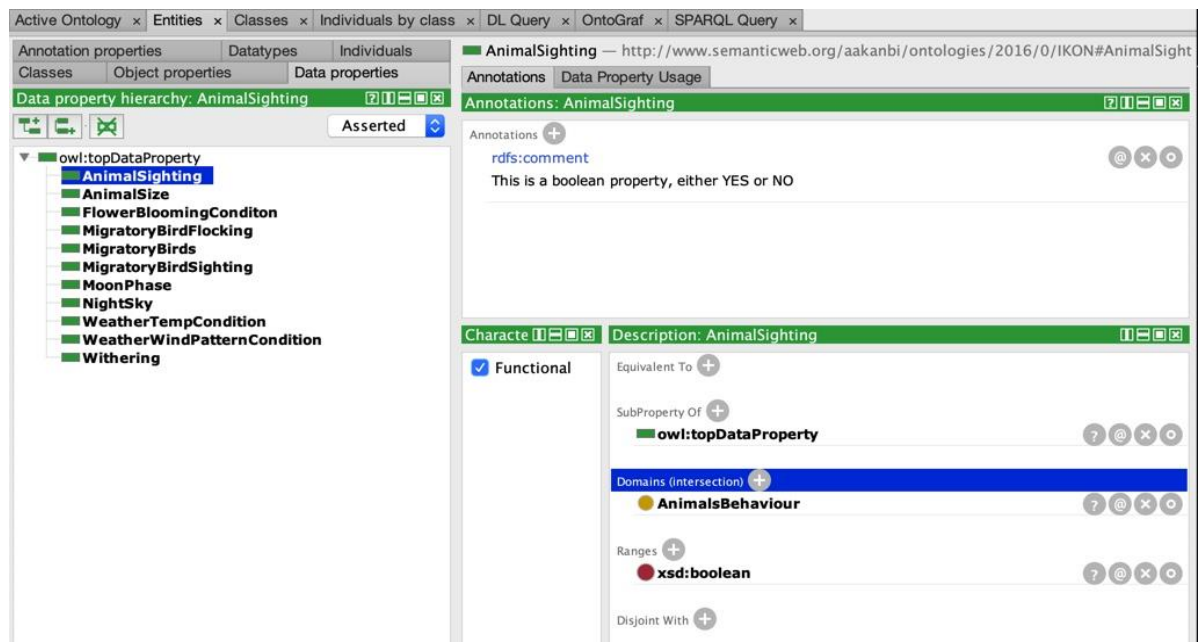 Active Ontology x Entities x Classes x Individuals by class x DL Query x OntoGraf x SPARQL Query x
Annotation properties Datatypes Individuals
Classes Object properties Data properties
Data property hierarchy: AnimalSighting
Asserted
owl:topDataProperty
AnimalSighting
AnimalSize
FlowerBloomingConditon
MigratoryBirdFlocking
MigratoryBirds
MigratoryBirdSighting
MoonPhase
NightSky
WeatherTempCondition
WeatherWindPatternCondition
Withering
AnimalSighting — http://www.semanticweb.org/aakanbi/ontologies/2016/0/IKON#AnimalSight
Annotations Data Property Usage
Annotations: AnimalSighting
Annotations
rdfs:comment
This is a boolean property, either YES or NO
Characte
Functional
Description: AnimalSighting
Equivalent To
SubProperty Of
owl:topDataProperty
Domains (intersection)
AnimalsBehaviour
Ranges
xsd:boolean
Disjoint With